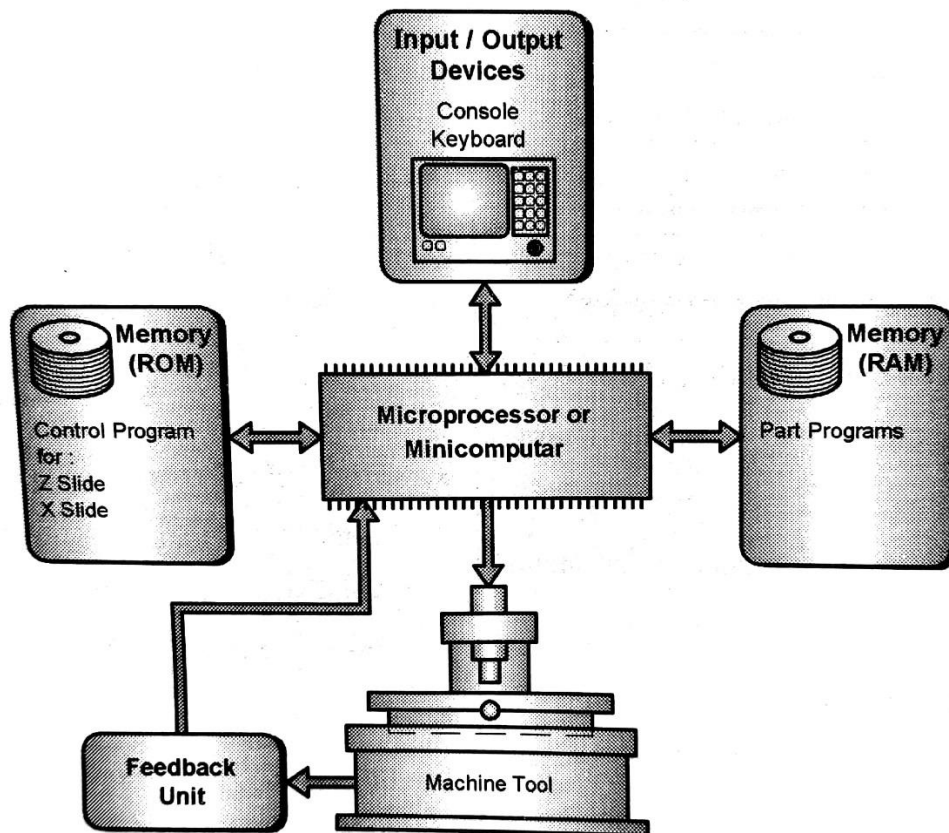 Input / Output
Devices
Console
Keyboard
Memory
(ROM)
Control Program
for :
Z Slide
X Slide
Microprocessor or
Minicomputar
Memory
(RAM)
Part Programs
Feedback
Unit
Machine Tool